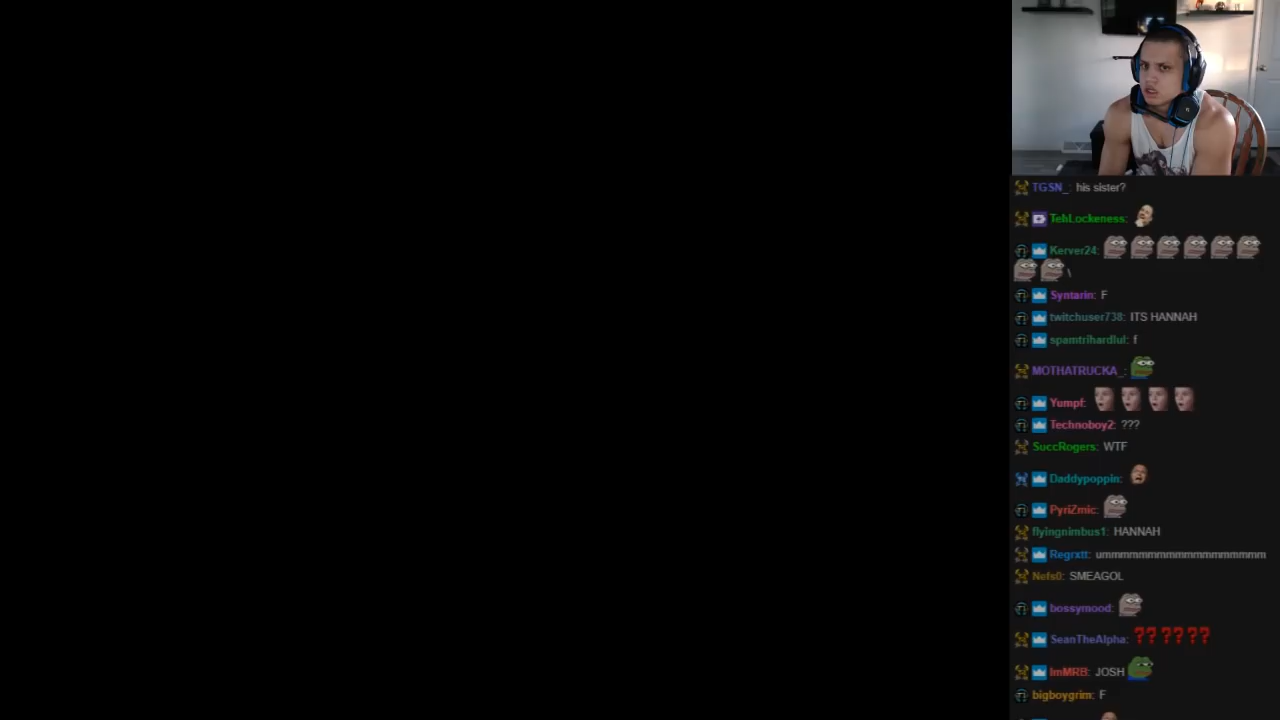 TGSN_: his sister?
TehLockeness:
Kerver24:
\
Syntarin: F
twitchuser738: ITS HANNAH
spamtrihardlul: f
MOTHATRUCKA_:
Yumpf:
Technoboy2: ???
SuccRogers: WTF
Daddypoppin:
PyriZmic:
flyingnimbus1: HANNAH
Regrxtt: ummmmmmmmmmmmmmmmmmm
Nefs0: SMEAGOL
bossymood:
SeanTheAlpha: ??????
ImMRB: JOSH
bigboygrim: F